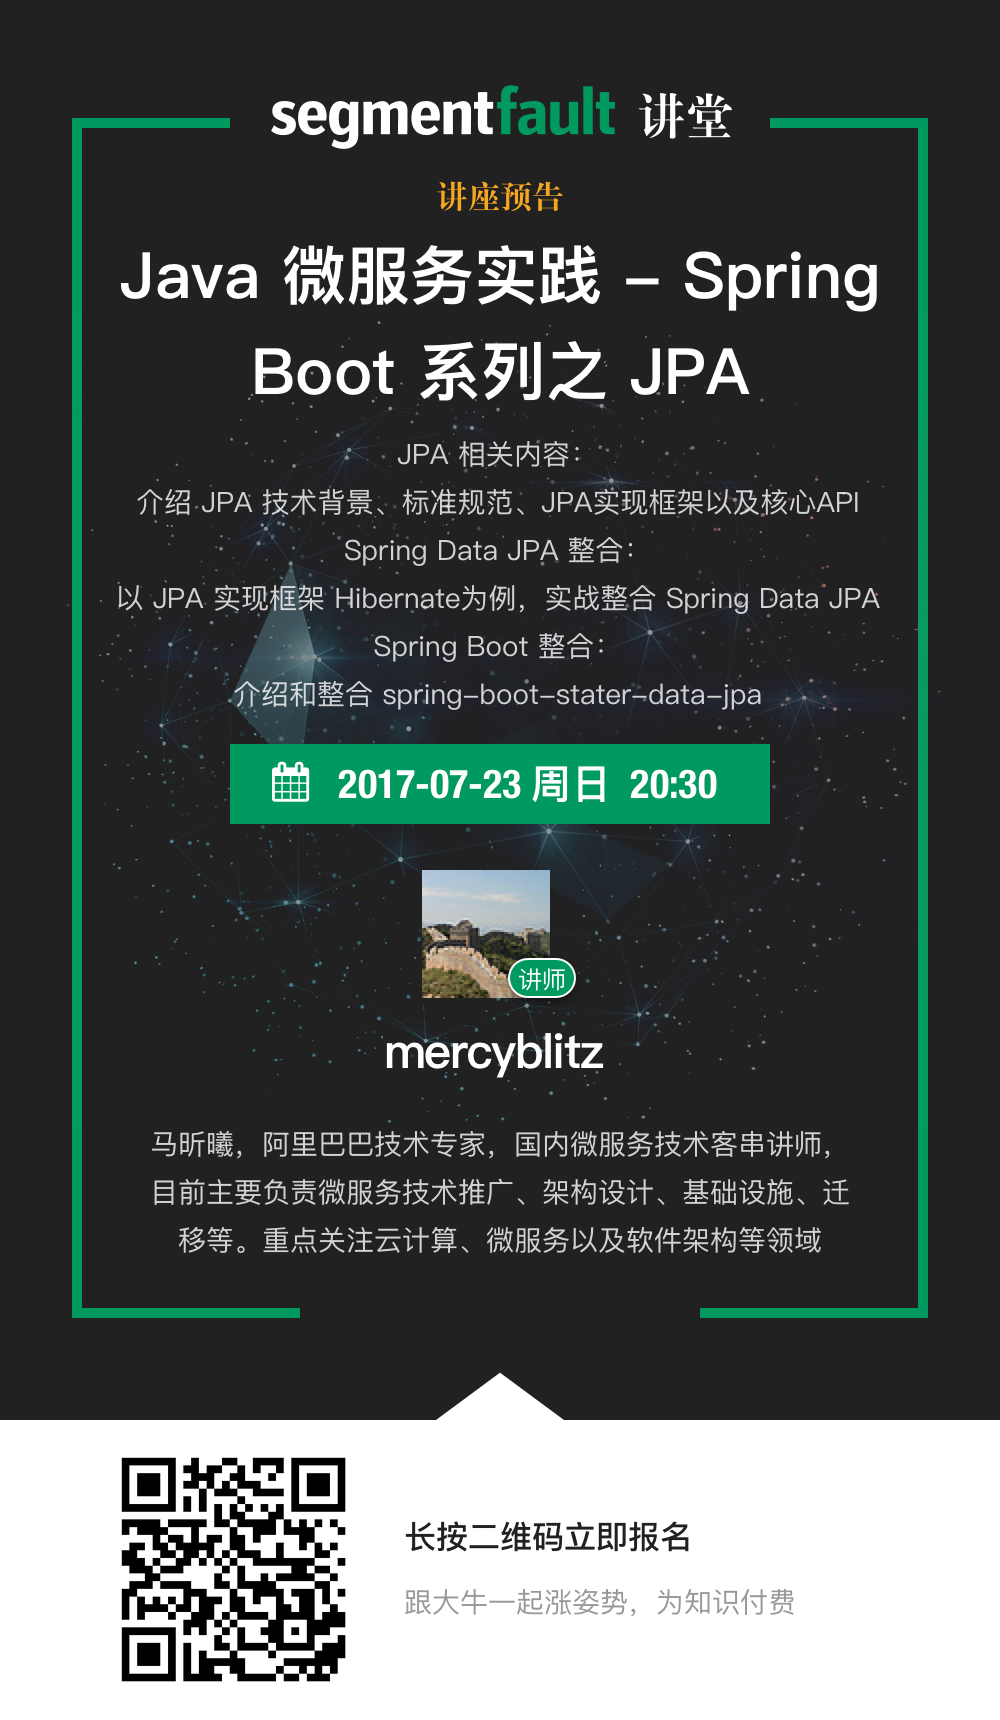 segmentfault 讲堂
讲座预告
Java 微服务实践 – Spring
Boot 系列之 JPA
JPA 相关内容：
介绍 JPA 技术背景、标准规范、JPA实现框架以及核心API
Spring Data JPA 整合：
以 JPA 实现框架 Hibernate为例，实战整合 Spring Data JPA
Spring Boot 整合：
介绍和整合 spring-boot-stater-data-jpa
2017-07-23 周日 20:30
讲师
mercyblitz
马昕曦，阿里巴巴技术专家，国内微服务技术客串讲师，
目前主要负责微服务技术推广、架构设计、基础设施、迁
移等。重点关注云计算、微服务以及软件架构等领域
长按二维码立即报名
跟大牛一起涨姿势，为知识付费